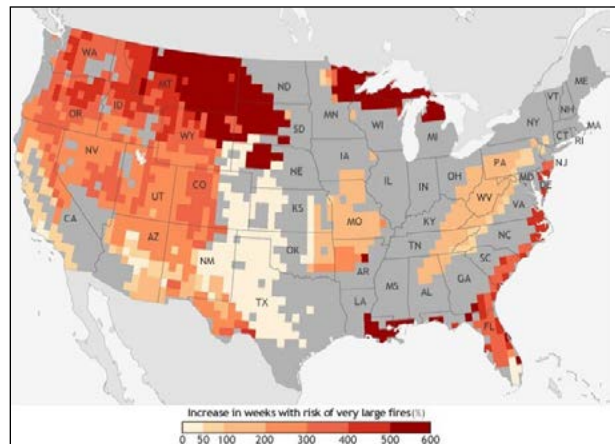 WA
MT
ND
ME
OR
ID
MN
VT
NH
WY
SD
WI
MI
NY
MA
CT
RI
NV
NE
IA
PA
NJ
UT
CO
IL
IN
OH
MD
DE
CA
KS
MO
WV
VA
KY
AZ
NM
OK
AR
TN
NC
SC
TX
LA
MS
AL
GA
FL
Increase in weeks with risk of very large fires(%)
0 50 100 200 300 400 500 600